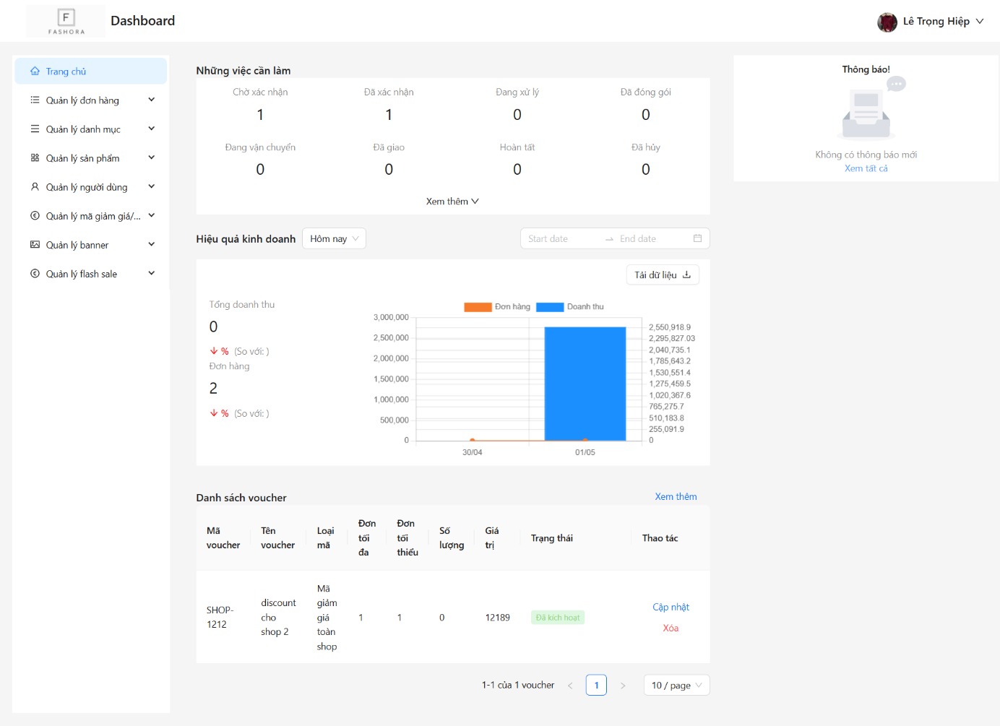 F
FASHORA
Dashboard
Lê Trọng Hiệp
Trang chủ
Quản lý đơn hàng
Quản lý danh mục
Quản lý sản phẩm
Quản lý người dùng
Quản lý mã giảm giá/...
Quản lý banner
Quản lý flash sale
Những việc cần làm
Chờ xác nhận
1
Đã xác nhận
1
Đang xử lý
0
Đã đóng gói
0
Đang vận chuyển
0
Đã giao
0
Hoàn tất
0
Đã hủy
0
Xem thêm
Thông báo!
Không có thông báo mới
Xem tất cả
Hiệu quả kinh doanh
Hôm nay
Start date
End date
Tải dữ liệu
Tổng doanh thu
0
% (So với: )
Đơn hàng
2
% (So với: )
Đơn hàng
Doanh thu
3,000,000
2,500,000
2,000,000
1,500,000
1,000,000
500,000
0
2,550,918.9
2,295,827.03
2,040,735.1
1,785,643.2
1,530,551.4
1,275,459.5
1,020,367.6
765,275.7
510,183.8
255,091.9
0
30/04
01/05
Danh sách voucher
Xem thêm
Mã
voucher
Tên
voucher
Loại
mã
Đơn
tối
đa
Đơn
tối
thiểu
Số
lượng
Giá
trị
Trạng thái
Thao tác
SHOP-
1212
discount
cho
shop 2
Mã
giảm
giá
toàn
shop
1
1
0
12189
Đã kích hoạt
Cập nhật
Xóa
1-1 của 1 voucher
1
10 / page